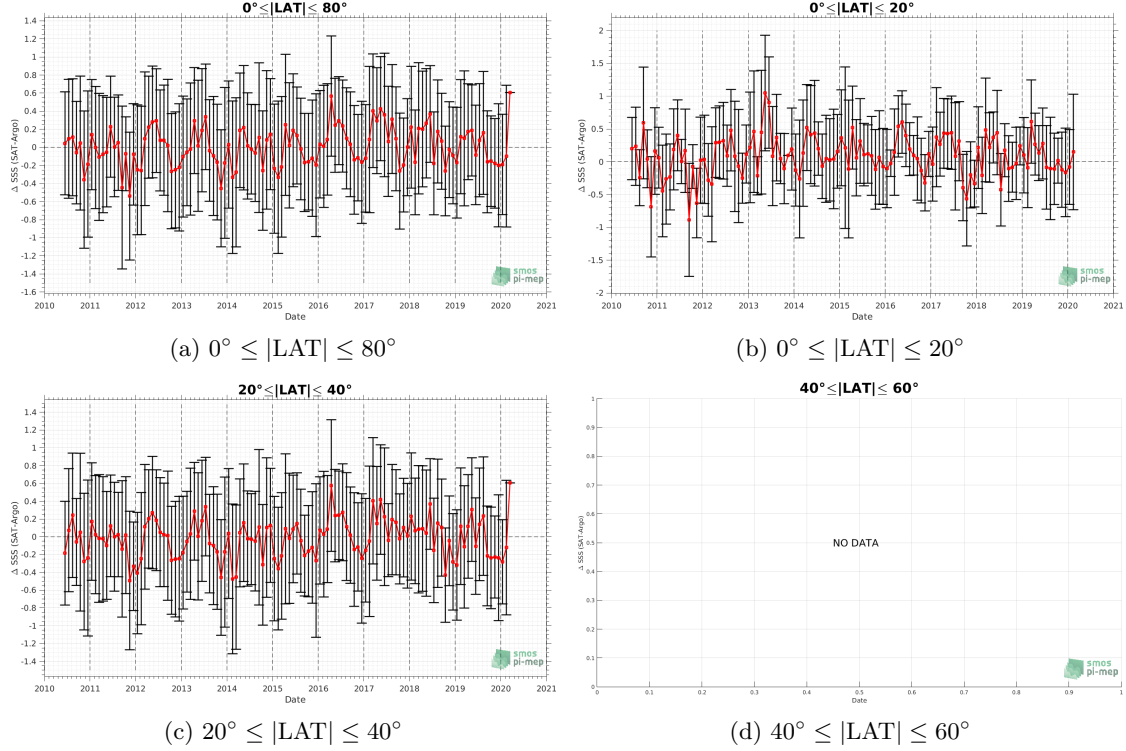 0°≤|LAT|≤ 80°
1.4
1.2
1
0.8
0.6
0.4
0.2
0
-0.2
-0.4
-0.6
-0.8
-1
-1.2
-1.4
-1.6
Δ SSS (SAT-Argo)
2010 2011 2012 2013 2014 2015 2016 2017 2018 2019 2020 2021
Date
smos
pi-mep
(a) 0° ≤ |LAT| ≤ 80°
0°≤|LAT|≤ 20°
2
1.5
1
0.5
0
-0.5
-1
-1.5
-2
Δ SSS (SAT-Argo)
2010 2011 2012 2013 2014 2015 2016 2017 2018 2019 2020 2021
Date
smos
pi-mep
(b) 0° ≤ |LAT| ≤ 20°
20°≤|LAT|≤ 40°
1.4
1.2
1
0.8
0.6
0.4
0.2
0
-0.2
-0.4
-0.6
-0.8
-1
-1.2
-1.4
Δ SSS (SAT-Argo)
2010 2011 2012 2013 2014 2015 2016 2017 2018 2019 2020 2021
Date
smos
pi-mep
(c) 20° ≤ |LAT| ≤ 40°
40°≤|LAT|≤ 60°
1
0.9
0.8
0.7
0.6
0.5
0.4
0.3
0.2
0.1
0
Δ SSS (SAT-Argo)
NO DATA
0 0.1 0.2 0.3 0.4 0.5 0.6 0.7 0.8 0.9 1
Date
smos
pi-mep
(d) 40° ≤ |LAT| ≤ 60°